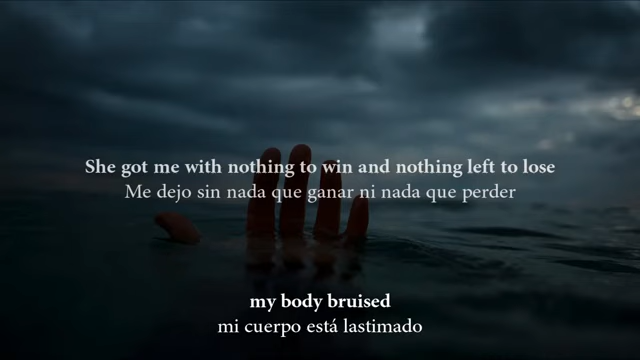 She got me with nothing to win and nothing left to lose
Me dejo sin nada que ganar ni nada que perder
my body bruised
mi cuerpo está lastimado